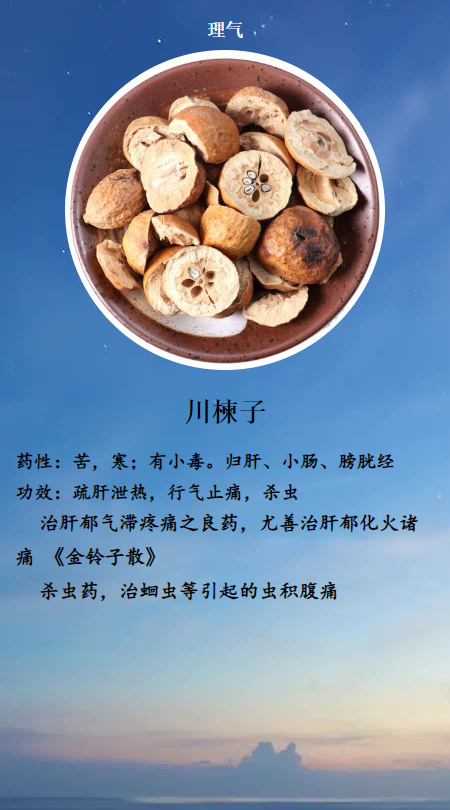 理气
川楝子
药性：苦，寒；有小毒。归肝、小肠、膀胱经
功效：疏肝泄热，行气止痛，杀虫
治肝郁气滞疼痛之良药，尤善治肝郁化火诸
痛 《金铃子散》
杀虫药，治蛔虫等引起的虫积腹痛